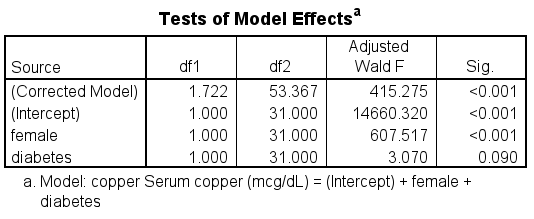 Tests of Model Effectsᵃ
Adjusted
Source df1 df2 Wald F Sig.
(Corrected Model) 1.722 53.367 415.275 <0.001
(Intercept) 1.000 31.000 14660.320 <0.001
female 1.000 31.000 607.517 <0.001
diabetes 1.000 31.000 3.070 0.090
a. Model: copper Serum copper (mcg/dL) = (Intercept) + female +
diabetes